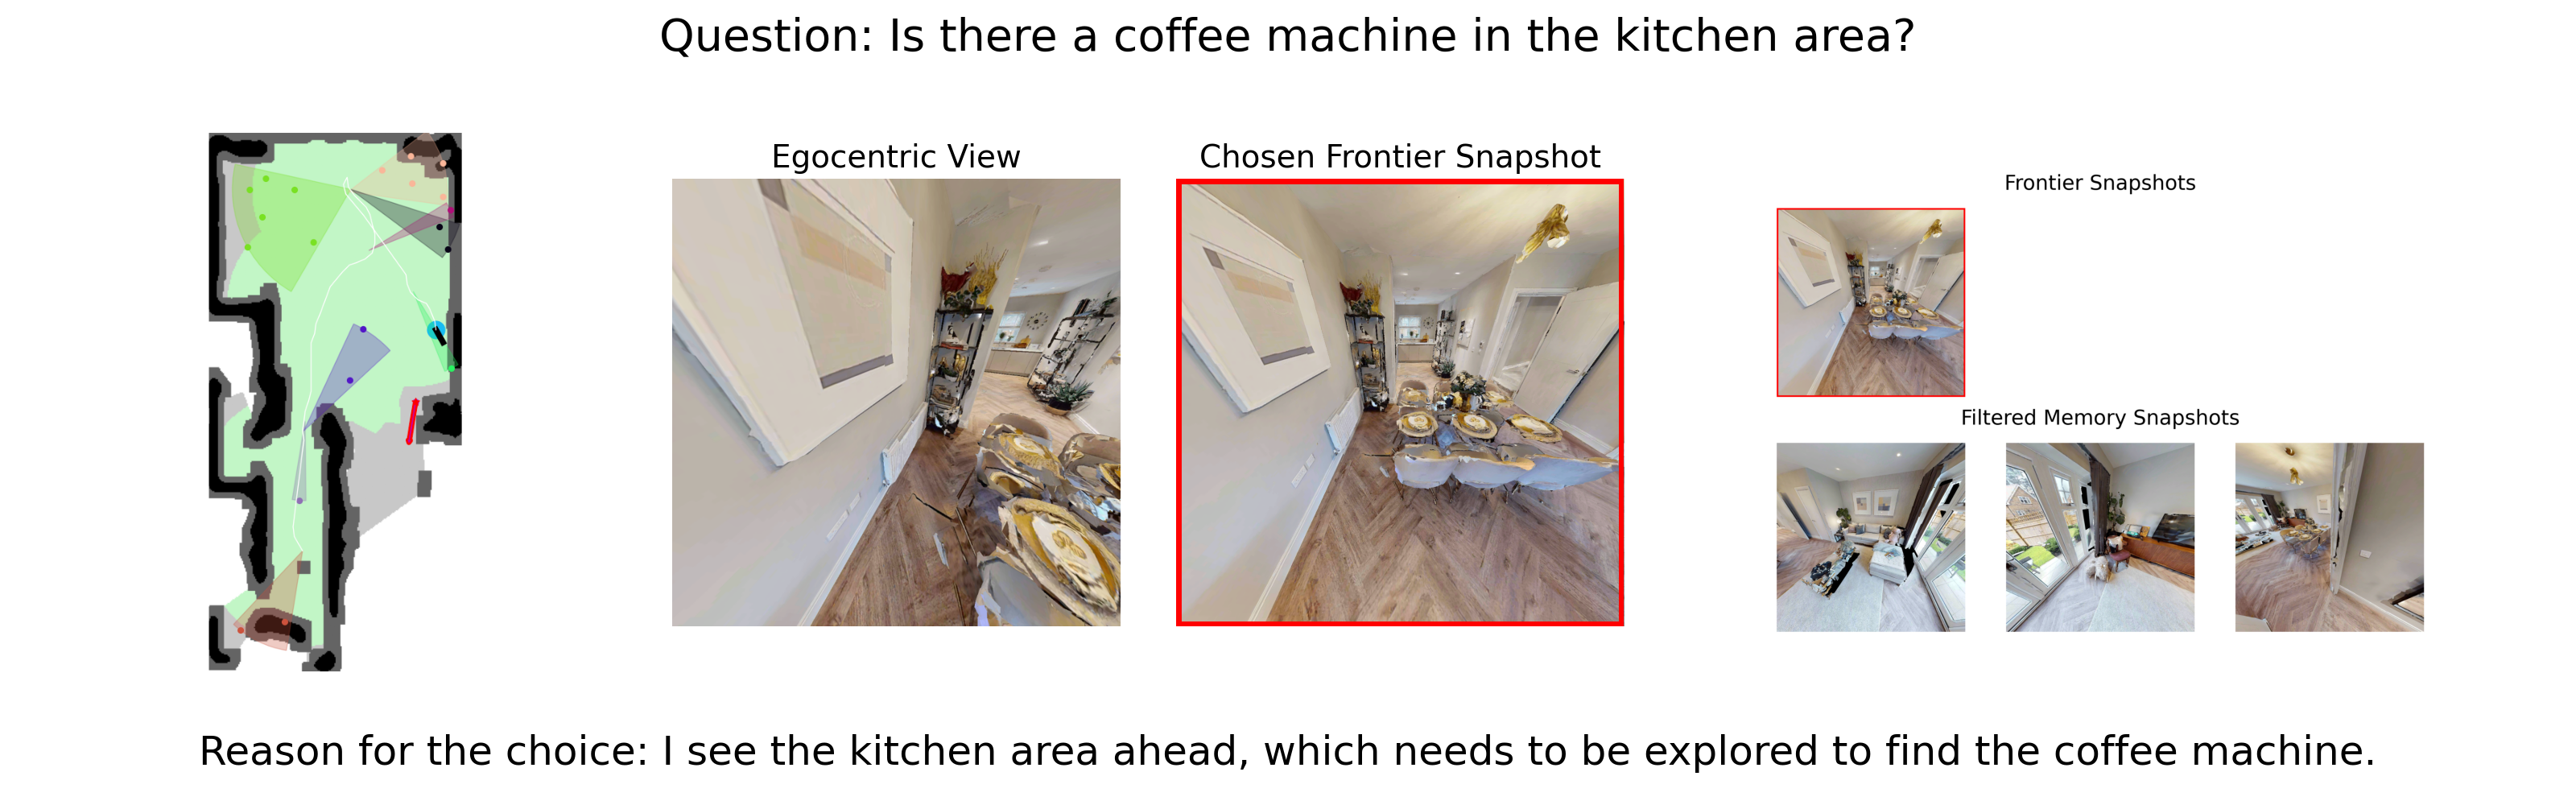 Question: Is there a coffee machine in the kitchen area?
Egocentric View
Chosen Frontier Snapshot
Frontier Snapshots
Filtered Memory Snapshots
Reason for the choice: I see the kitchen area ahead, which needs to be explored to find the coffee machine.